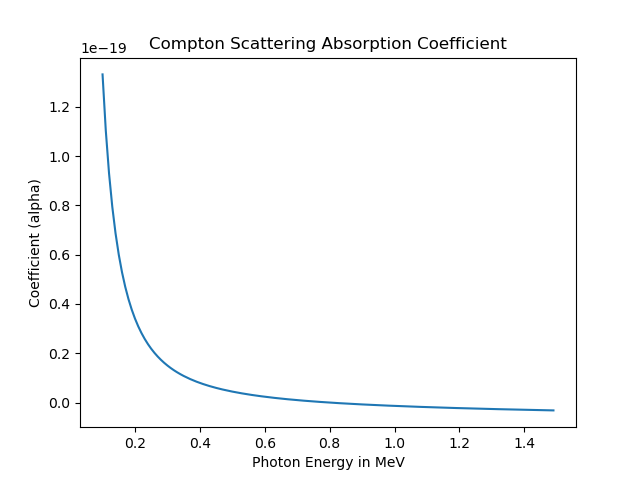 Compton Scattering Absorption Coefficient
1e−19
1.2
1.0
0.8
0.6
0.4
0.2
0.0
Coefficient (alpha)
0.2 0.4 0.6 0.8 1.0 1.2 1.4
Photon Energy in MeV